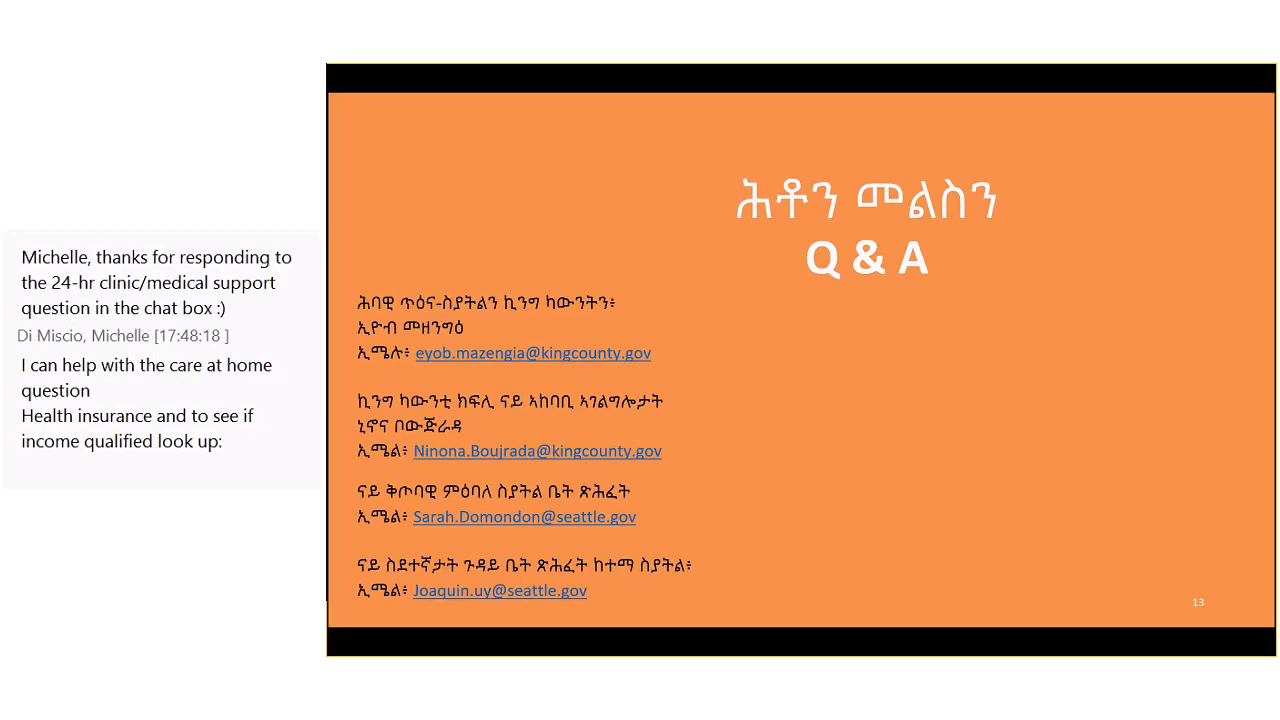 Michelle, thanks for responding to
the 24-hr clinic/medical support
question in the chat box :)
Di Miscio, Michelle [17:48:18 ]
I can help with the care at home
question
Health insurance and to see if
income qualified look up:
ሕቶን መልስን
Q & A
ሕባዊ ጥዕና-ስያትልን ኪንግ ካውንትን፥
ኢዮብ መዘንግዕ
ኢሜሉ፥ eyob.mazengia@kingcounty.gov
ኪንግ ካውንቲ ክፍሊ ናይ ኣከባቢ ኣገልግሎታት
ኒኖና ቦውጅራዳ
ኢሜል፥ Ninona.Boujrada@kingcounty.gov
ናይ ቅጦባዊ ምዕባለ ስያትል ቤት ጽሕፈት
ኢሜል፥ Sarah.Domondon@seattle.gov
ናይ ስደተኛታት ጉዳይ ቤት ጽሕፈት ከተማ ስያትል፥
ኢሜል፥ Joaquin.uy@seattle.gov
13